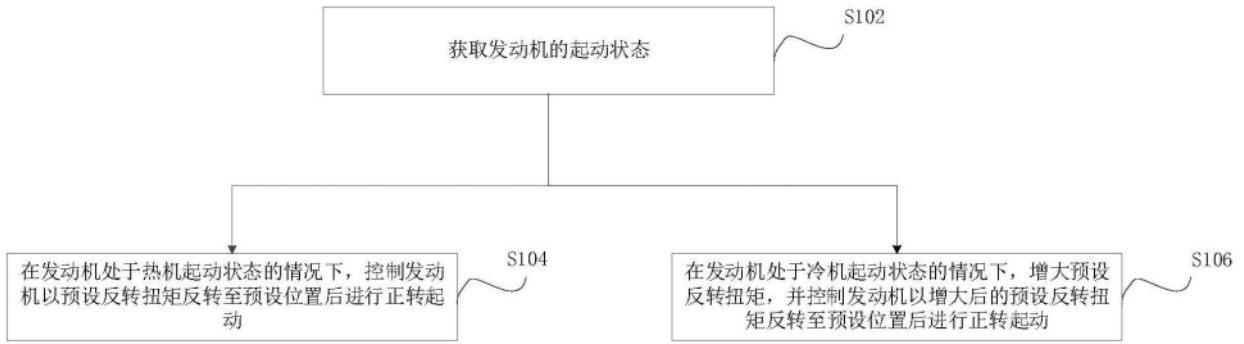 S102
获取发动机的起动状态
S104
在发动机处于热机起动状态的情况下，控制发动
机以预设反转扭矩反转至预设位置后进行正转起
动
S106
在发动机处于冷机起动状态的情况下，增大预设
反转扭矩，并控制发动机以增大后的预设反转扭
矩反转至预设位置后进行正转起动